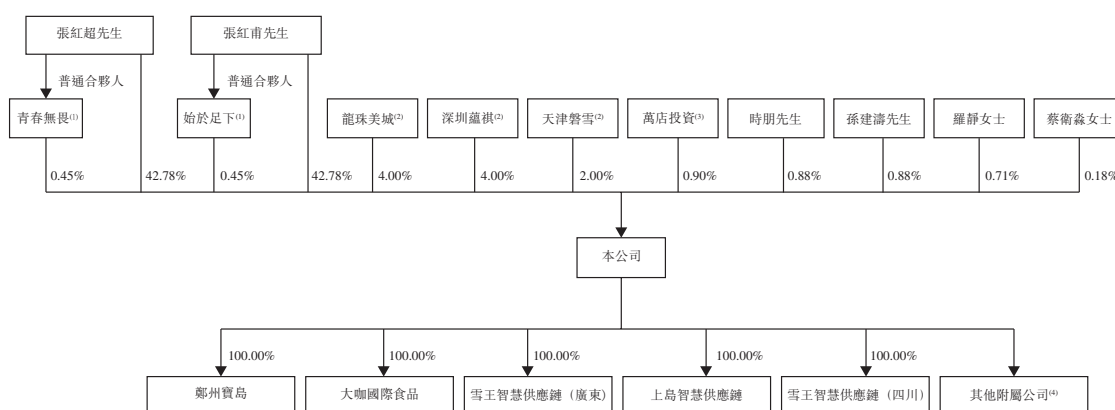 張紅超先生
張紅甫先生
普通合夥人
普通合夥人
青春無畏(1)
始於足下(1)
龍珠美城(2)
深圳蘊祺(2)
天津磐雪(2)
萬店投資(3)
時朋先生
孫建濤先生
羅靜女士
蔡衛淼女士
0.45%
42.78%
0.45%
42.78%
4.00%
4.00%
2.00%
0.90%
0.88%
0.88%
0.71%
0.18%
本公司
100.00%
100.00%
100.00%
100.00%
100.00%
鄭州寶島
大咖國際食品
雪王智慧供應鏈（廣東）
上島智慧供應鏈
雪王智慧供應鏈（四川）
其他附屬公司(4)